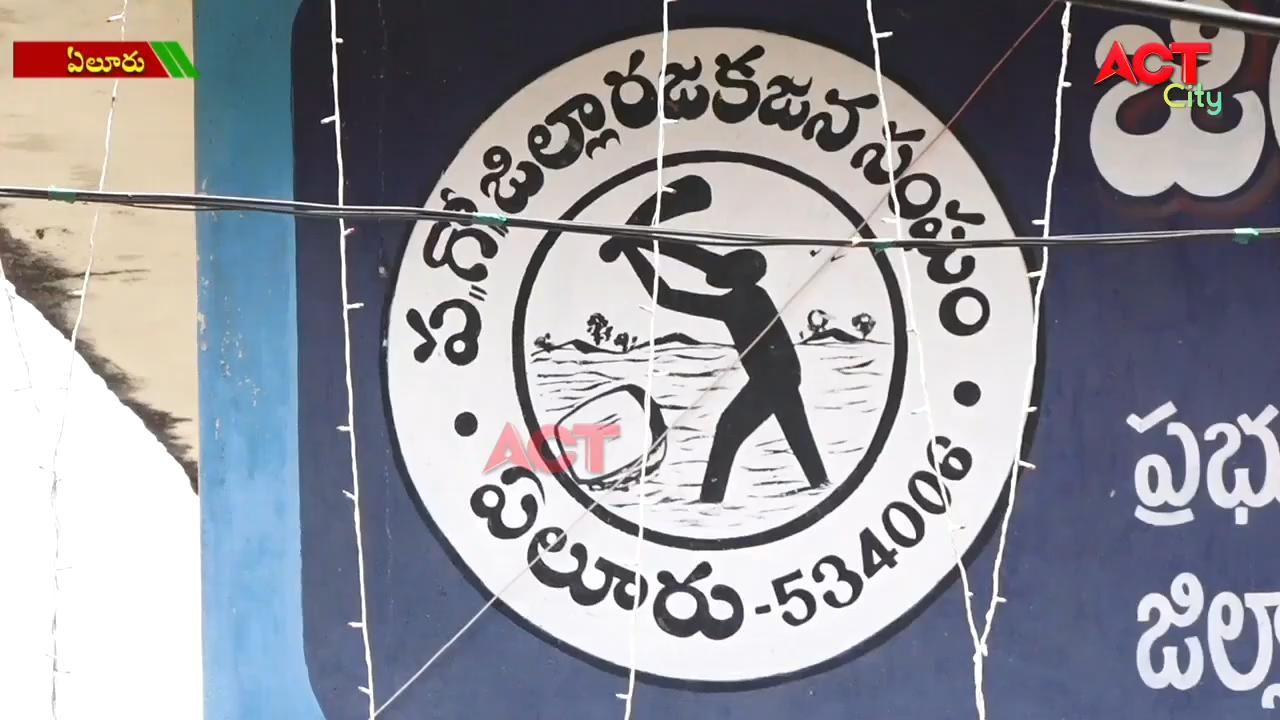 ఏలూరు
ACT
City
ప॥గో॥జిల్లా రజకజన సంఘం
ACT
ఏలూరు - 534006
ప్రభ
జిల్లా